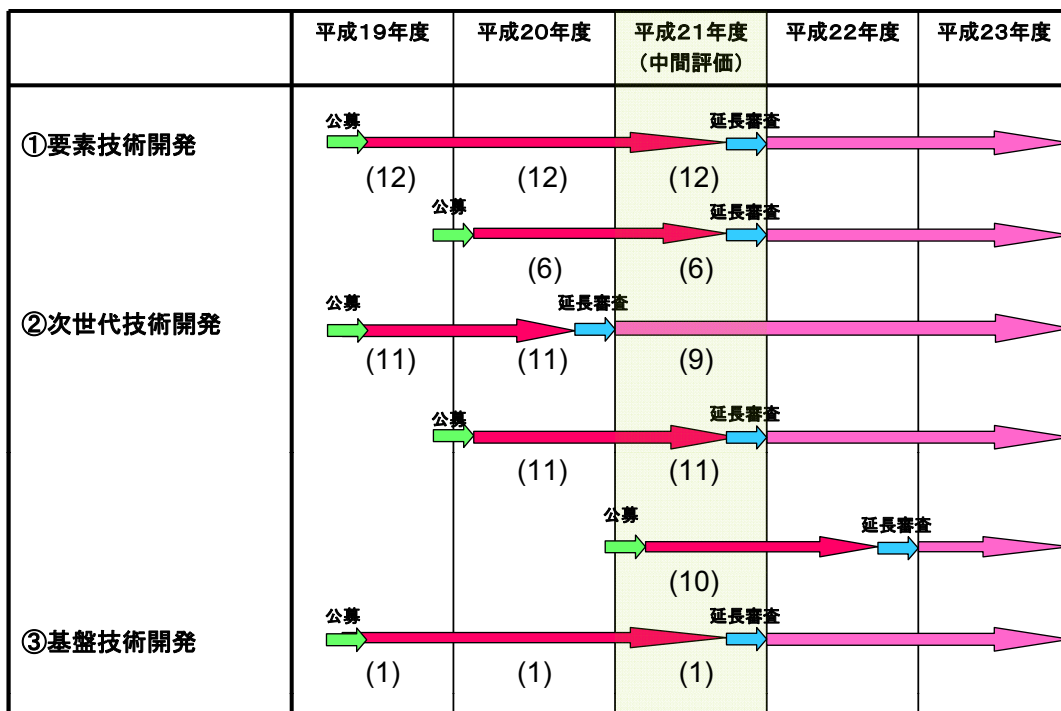 平成19年度 平成20年度 平成21年度 平成22年度 平成23年度
(中間評価)
公募 延長審査
①要素技術開発
(12) (12) (12)
公募 延長審査
(6) (6)
公募 延長審査
②次世代技術開発
(11) (11) (9)
公募 延長審査
(11) (11)
公募 延長審査
(10)
公募 延長審査
③基盤技術開発
(1) (1) (1)